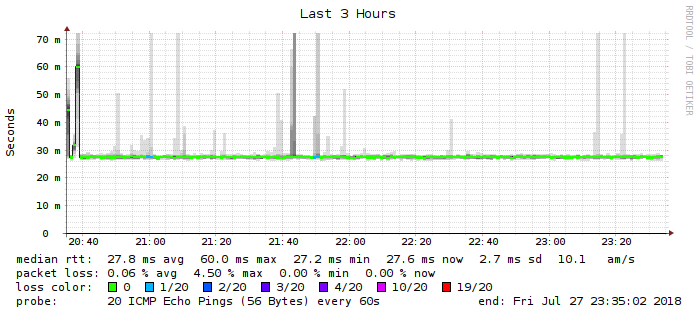 Last 3 Hours
RRDTOOL / TOBI OETIKER
Seconds
70 m
60 m
50 m
40 m
30 m
20 m
10 m
0
20:40 21:00 21:20 21:40 22:00 22:20 22:40 23:00 23:20
median rtt: 27.8 ms avg 60.0 ms max 27.2 ms min 27.6 ms now 2.7 ms sd 10.1 am/s
packet loss: 0.06 % avg 4.50 % max 0.00 % min 0.00 % now
loss color: 0 1/20 2/20 3/20 4/20 10/20 19/20
probe: 20 ICMP Echo Pings (56 Bytes) every 60s end: Fri Jul 27 23:35:02 2018